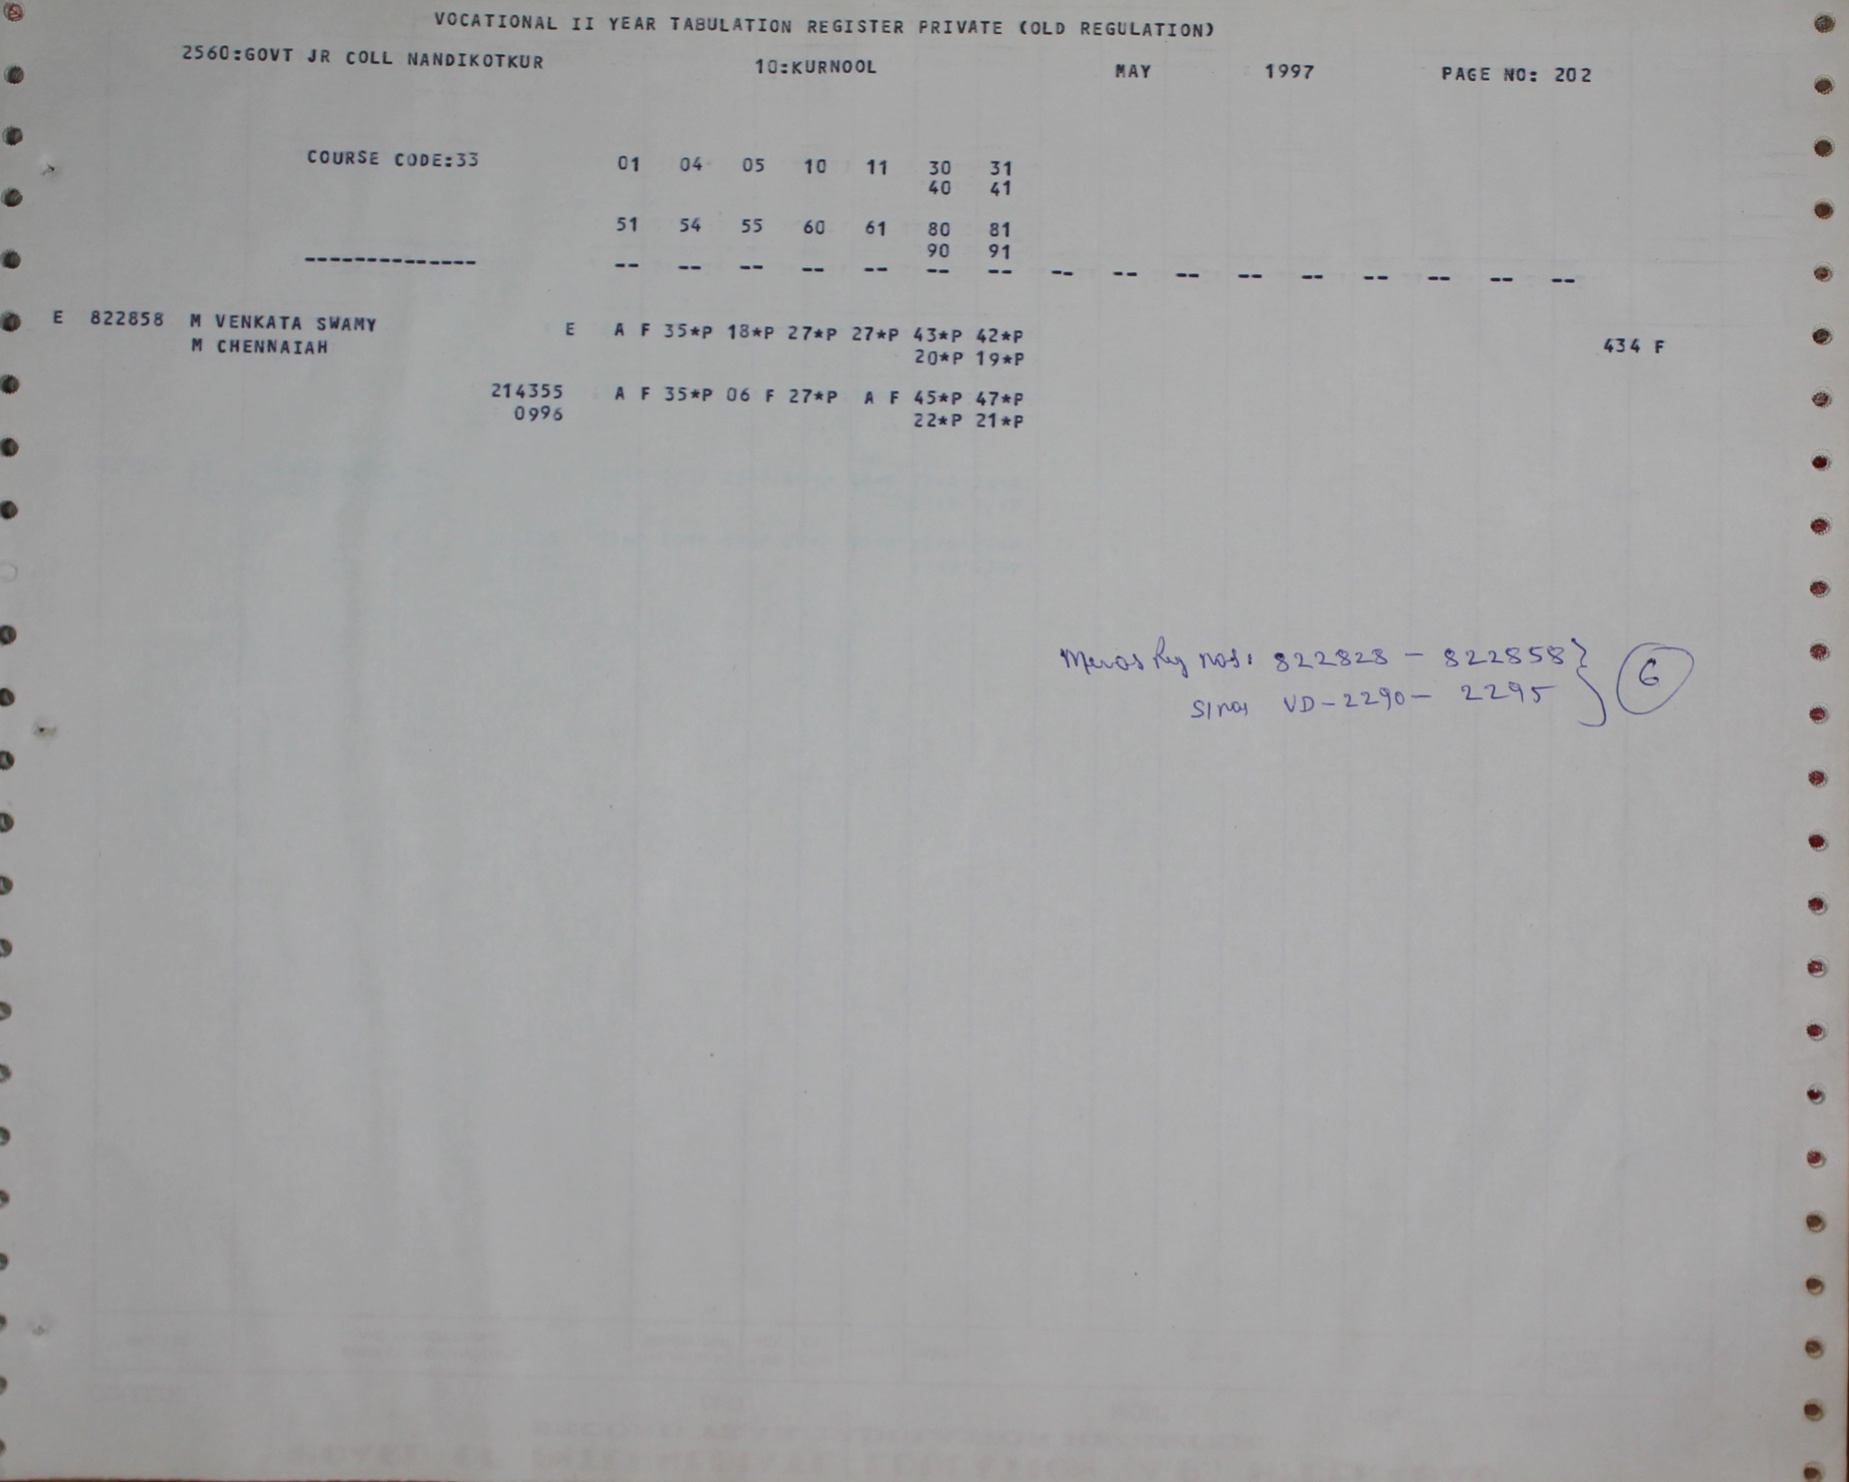 VOCATIONAL II YEAR TABULATION REGISTER PRIVATE (OLD REGULATION)
2560:GOVT JR COLL NANDIKOTKUR 10:KURNOOL MAY 1997 PAGE NO: 202
COURSE CODE:33 01 04 05 10 11 30 31
40 41
51 54 55 60 61 80 81
90 91
-------------- -- -- -- -- -- -- -- -- -- -- -- -- -- -- -- --
E 822858 M VENKATA SWAMY E A F 35*P 18*P 27*P 27*P 43*P 42*P
M CHENNAIAH 20*P 19*P 434 F
214355 A F 35*P 06 F 27*P A F 45*P 47*P
0996 22*P 21*P
Memos Reg nos: 822828 - 822858 }
Slnos VD-2290- 2295 } 6